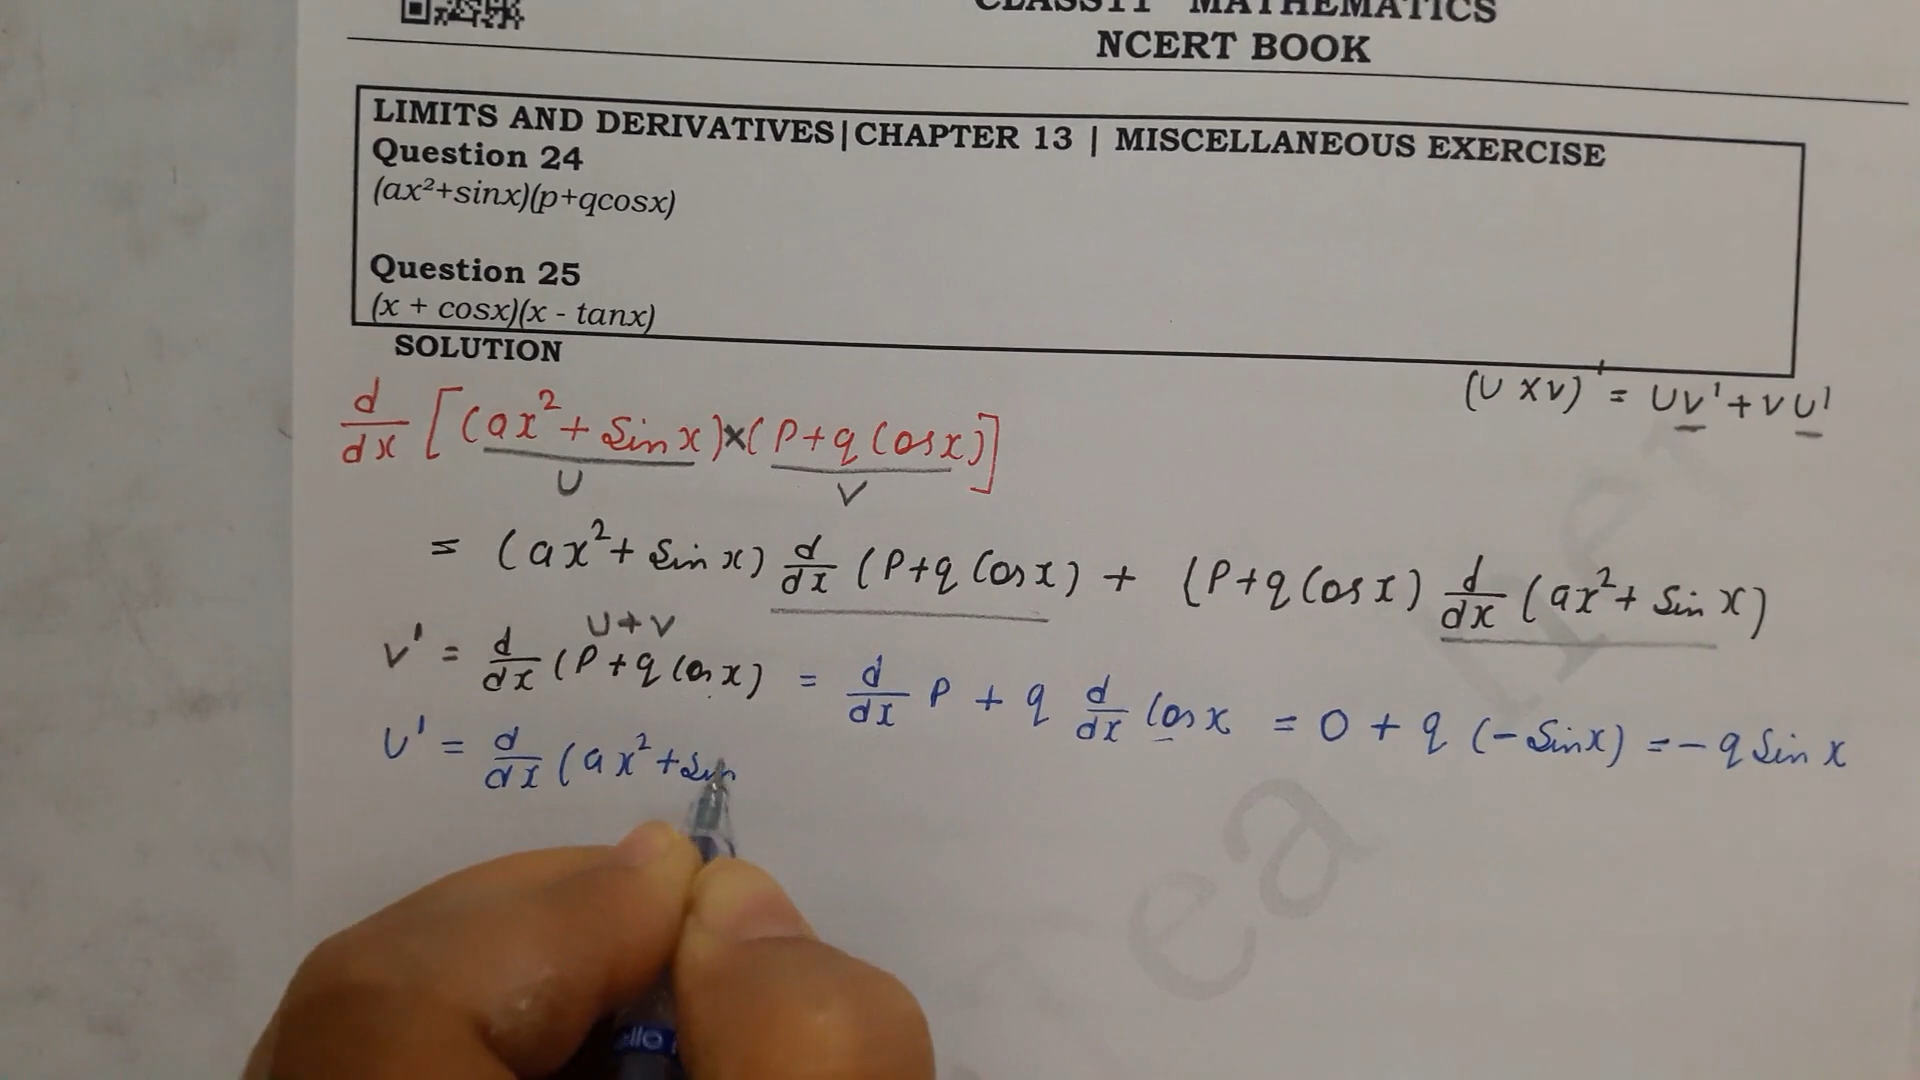 CLASS11 MATHEMATICS
NCERT BOOK
LIMITS AND DERIVATIVES|CHAPTER 13 | MISCELLANEOUS EXERCISE
Question 24
(ax²+sinx)(p+qcosx)
Question 25
(x + cosx)(x - tanx)
SOLUTION
(U X V)' = UV' + VU'
d/dx [(ax² + Sin x) × (P + q Cos x)]
U V
= (ax² + Sin x) d/dx (P + q Cos x) + (P + q Cos x) d/dx (ax² + Sin x)
U + V
V' = d/dx (P + q Cos x) = d/dx P + q d/dx Cos x = 0 + q (- Sin x) = - q Sin x
U' = d/dx (ax² + Sin